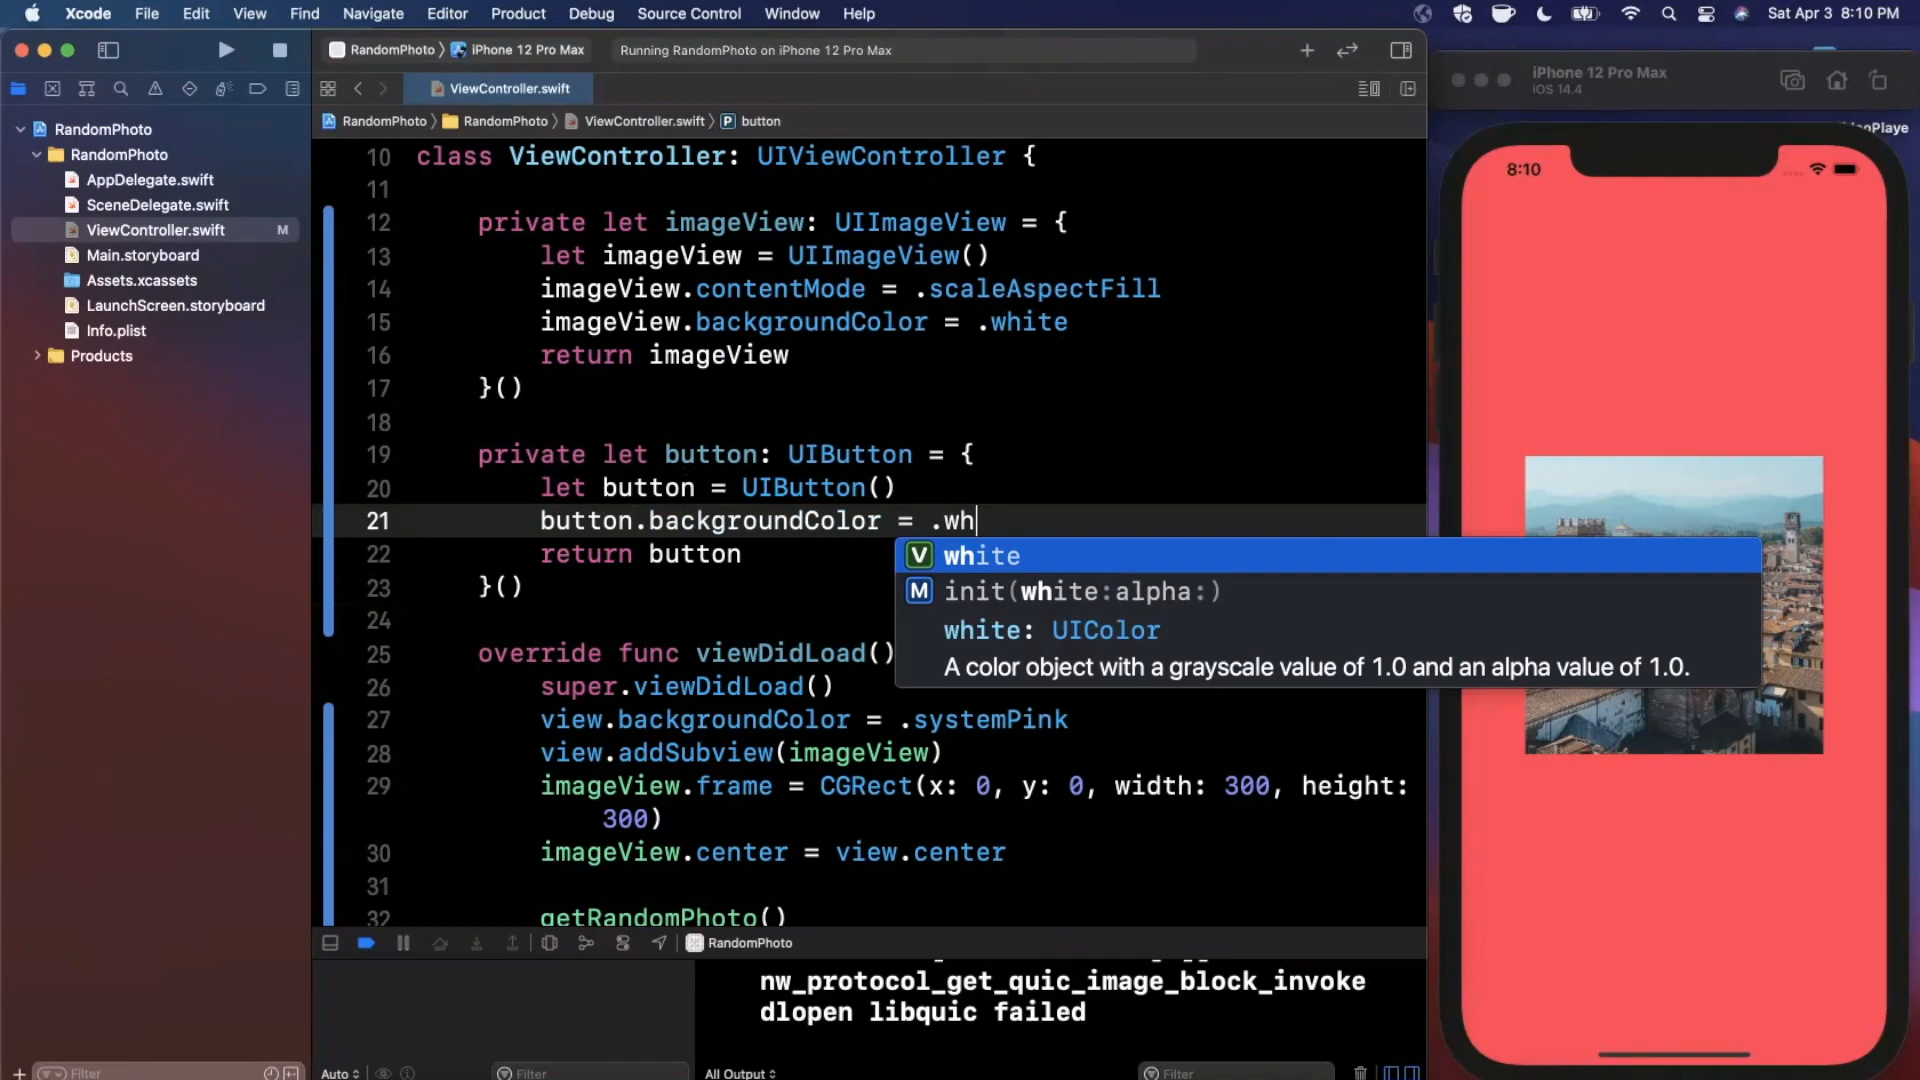 Xcode File Edit View Find Navigate Editor Product Debug Source Control Window Help Sat Apr 3 8:10 PM
RandomPhoto 〉 iPhone 12 Pro Max Running RandomPhoto on iPhone 12 Pro Max
ViewController.swift
RandomPhoto 〉 RandomPhoto 〉 ViewController.swift 〉 P button
RandomPhoto
RandomPhoto
AppDelegate.swift
SceneDelegate.swift
ViewController.swift M
Main.storyboard
Assets.xcassets
LaunchScreen.storyboard
Info.plist
Products
Filter
10 class ViewController: UIViewController {
11
12 private let imageView: UIImageView = {
13 let imageView = UIImageView()
14 imageView.contentMode = .scaleAspectFill
15 imageView.backgroundColor = .white
16 return imageView
17 }()
18
19 private let button: UIButton = {
20 let button = UIButton()
21 button.backgroundColor = .wh
22 return button
23 }()
24
25 override func viewDidLoad()
26 super.viewDidLoad()
27 view.backgroundColor = .systemPink
28 view.addSubview(imageView)
29 imageView.frame = CGRect(x: 0, y: 0, width: 300, height:
300)
30 imageView.center = view.center
31
32 getRandomPhoto()
V white
M init(white:alpha:)
white: UIColor
A color object with a grayscale value of 1.0 and an alpha value of 1.0.
RandomPhoto
nw_protocol_get_quic_image_block_invoke
dlopen libquic failed
Auto Filter All Output Filter
iPhone 12 Pro Max
iOS 14.4
8:10